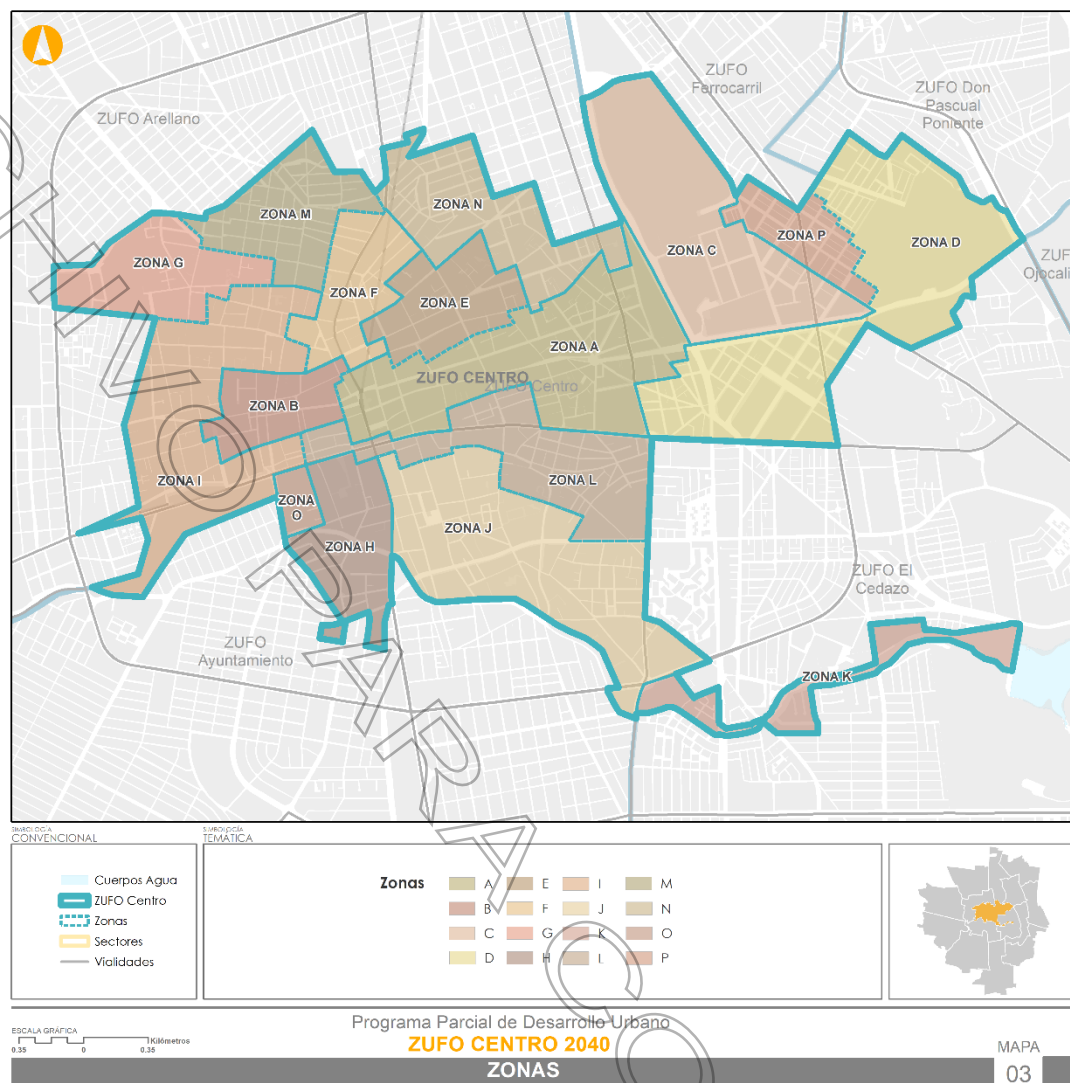 ZUFO Arellano
ZUFO
Ferrocarril
ZUFO Don
Pascual
Poniente
ZONA M
ZONA N
ZONA G
ZONA F
ZONA E
ZONA C
ZONA P
ZONA D
ZUF
Ojocali
ZONA A
ZUFO CENTRO
ZUFO Centro
ZONA B
ZONA I
ZONA
O
ZONA H
ZONA J
ZONA L
ZUFO El
Cedazo
ZUFO
Ayuntamiento
ZONA K
SIMBOLOGÍA
CONVENCIONAL
Cuerpos Agua
ZUFO Centro
Zonas
Sectores
Vialidades
SIMBOLOGÍA
TEMÁTICA
Zonas
A E I M
B F J N
C G K O
D H L P
ESCALA GRÁFICA
0.35 0 0.35 Kilómetros
Programa Parcial de Desarrollo Urbano
ZUFO CENTRO 2040
ZONAS
MAPA
03